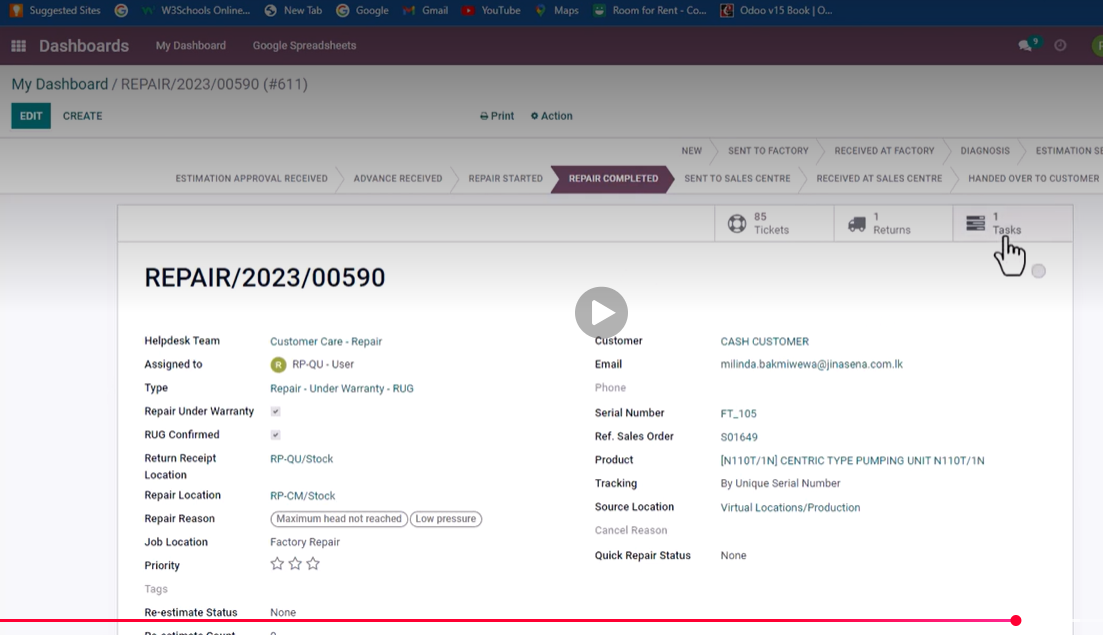 Suggested Sites W3Schools Online... New Tab Google Gmail YouTube Maps Room for Rent - Co... Odoo v15 Book | O...
Dashboards My Dashboard Google Spreadsheets 9
My Dashboard / REPAIR/2023/00590 (#611)
EDIT CREATE Print Action
NEW SENT TO FACTORY RECEIVED AT FACTORY DIAGNOSIS ESTIMATION SE
ESTIMATION APPROVAL RECEIVED ADVANCE RECEIVED REPAIR STARTED REPAIR COMPLETED SENT TO SALES CENTRE RECEIVED AT SALES CENTRE HANDED OVER TO CUSTOMER
85 Tickets
1 Returns
1 Tasks
REPAIR/2023/00590
Helpdesk Team Customer Care - Repair
Assigned to R RP-QU - User
Type Repair - Under Warranty - RUG
Repair Under Warranty
RUG Confirmed
Return Receipt Location RP-QU/Stock
Repair Location RP-CM/Stock
Repair Reason Maximum head not reached Low pressure
Job Location Factory Repair
Priority
Tags
Re-estimate Status None
Customer CASH CUSTOMER
Email milinda.bakmiwewa@jinasena.com.lk
Phone
Serial Number FT_105
Ref. Sales Order S01649
Product [N110T/1N] CENTRIC TYPE PUMPING UNIT N110T/1N
Tracking By Unique Serial Number
Source Location Virtual Locations/Production
Cancel Reason
Quick Repair Status None